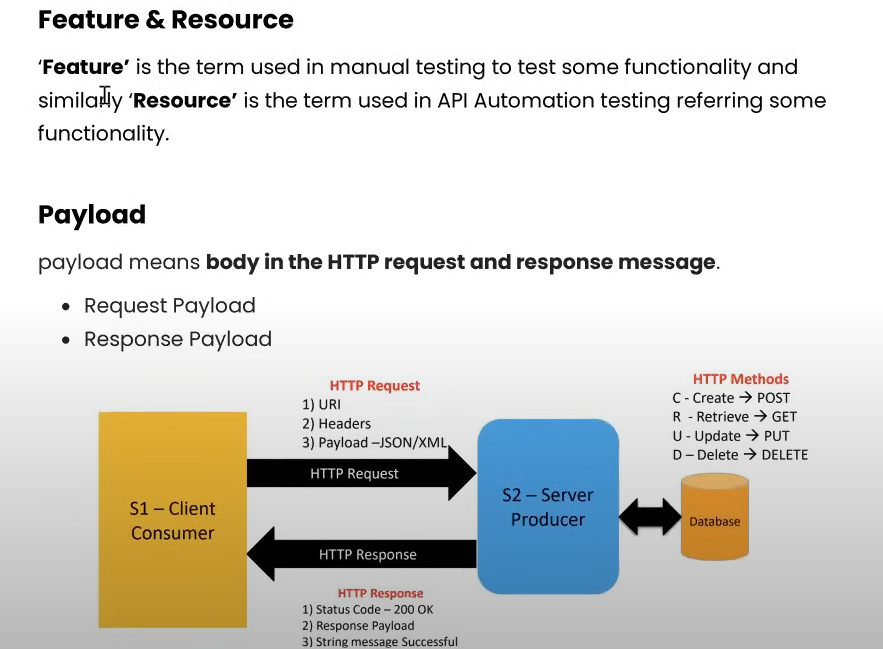 Feature & Resource
‘Feature’ is the term used in manual testing to test some functionality and
similarly ‘Resource’ is the term used in API Automation testing referring some
functionality.
Payload
payload means body in the HTTP request and response message.
• Request Payload
• Response Payload
HTTP Request
1) URI
2) Headers
3) Payload –JSON/XML
HTTP Request
S1 – Client
Consumer
HTTP Response
HTTP Response
1) Status Code – 200 OK
2) Response Payload
3) String message Successful
S2 – Server
Producer
HTTP Methods
C - Create → POST
R - Retrieve → GET
U - Update → PUT
D – Delete → DELETE
Database